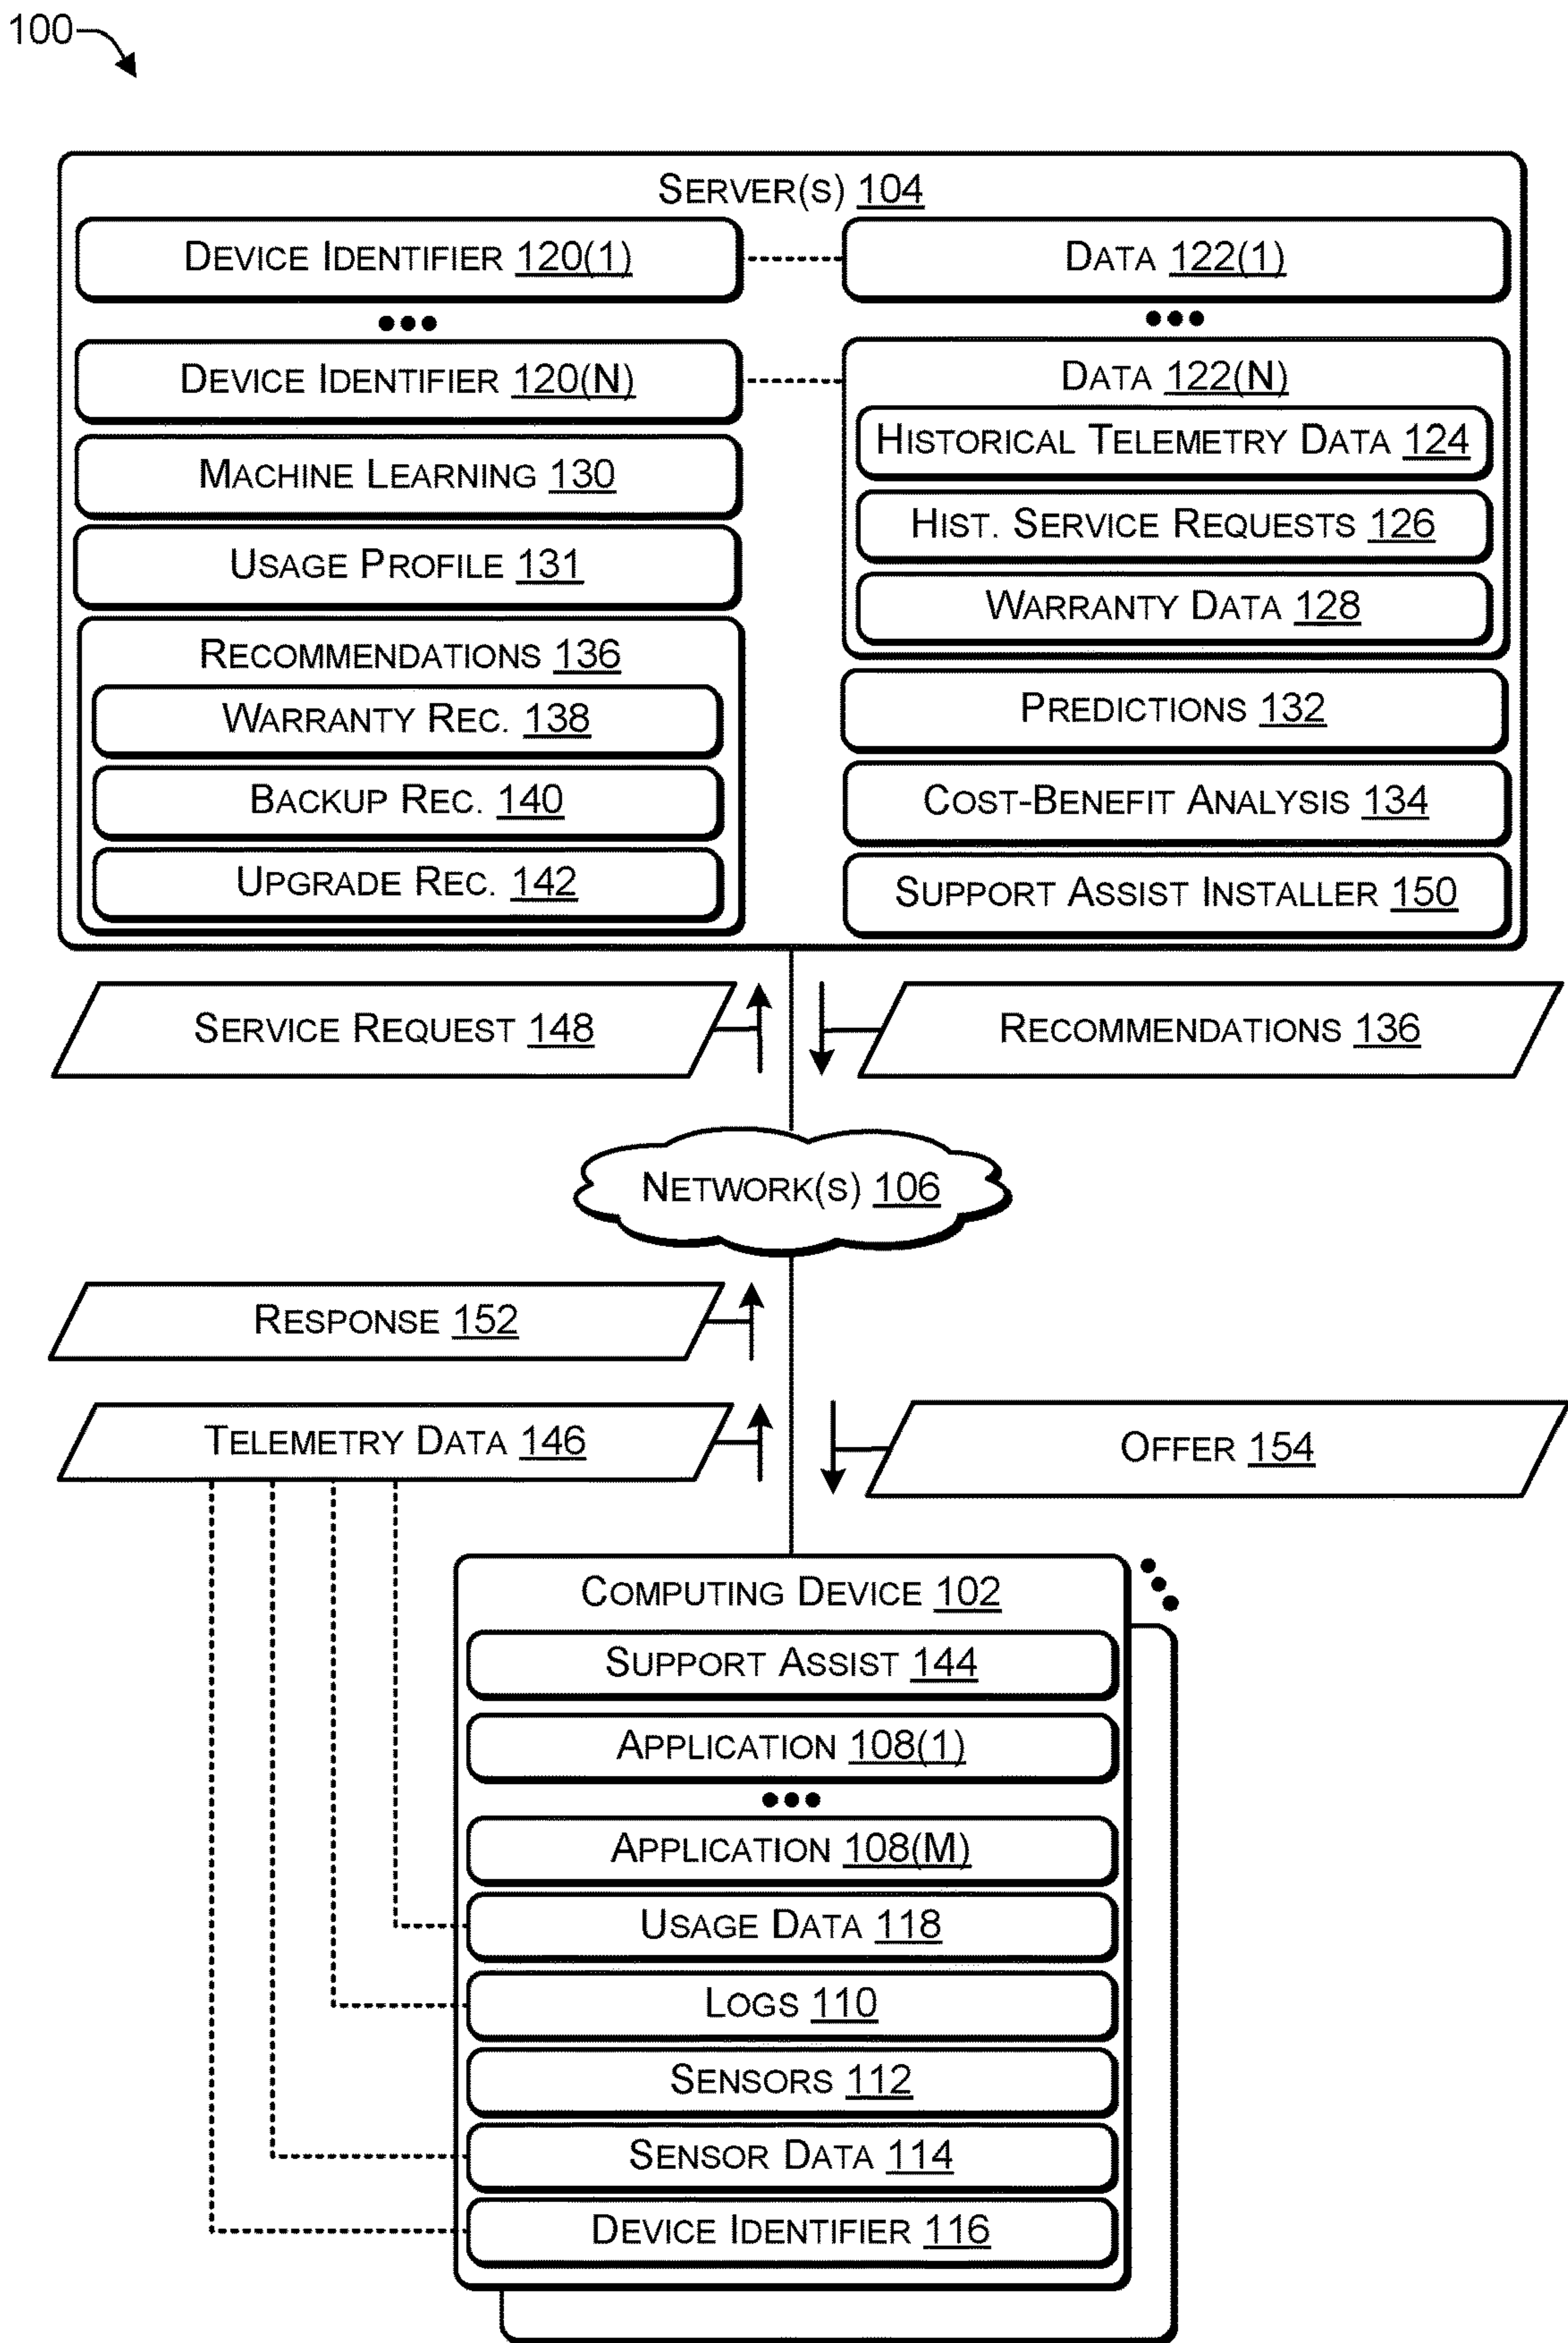 100
SERVER(S) 104
DEVICE IDENTIFIER 120(1)
DATA 122(1)
DEVICE IDENTIFIER 120(N)
DATA 122(N)
HISTORICAL TELEMETRY DATA 124
MACHINE LEARNING 130
HIST. SERVICE REQUESTS 126
USAGE PROFILE 131
WARRANTY DATA 128
RECOMMENDATIONS 136
WARRANTY REC. 138
PREDICTIONS 132
BACKUP REC. 140
COST-BENEFIT ANALYSIS 134
UPGRADE REC. 142
SUPPORT ASSIST INSTALLER 150
SERVICE REQUEST 148
RECOMMENDATIONS 136
NETWORK(S) 106
RESPONSE 152
TELEMETRY DATA 146
OFFER 154
COMPUTING DEVICE 102
SUPPORT ASSIST 144
APPLICATION 108(1)
APPLICATION 108(M)
USAGE DATA 118
LOGS 110
SENSORS 112
SENSOR DATA 114
DEVICE IDENTIFIER 116